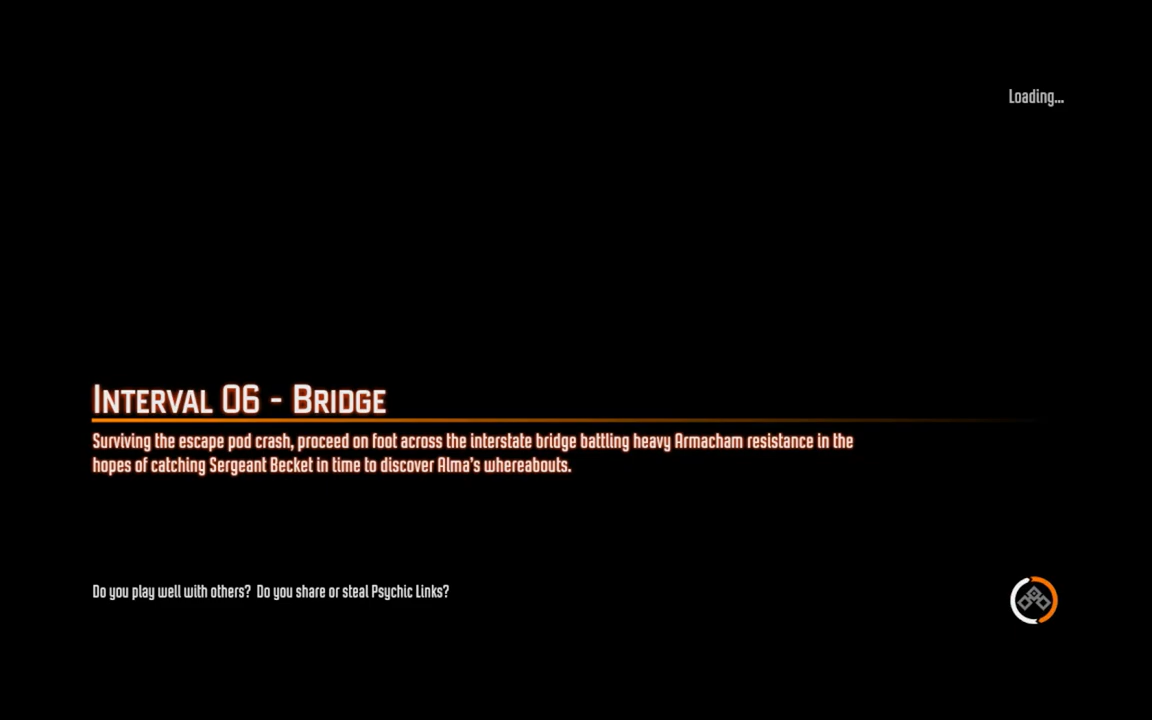 Loading...
Interval 06 - Bridge
Surviving the escape pod crash, proceed on foot across the interstate bridge battling heavy Armacham resistance in the
hopes of catching Sergeant Becket in time to discover Alma's whereabouts.
Do you play well with others?  Do you share or steal Psychic Links?